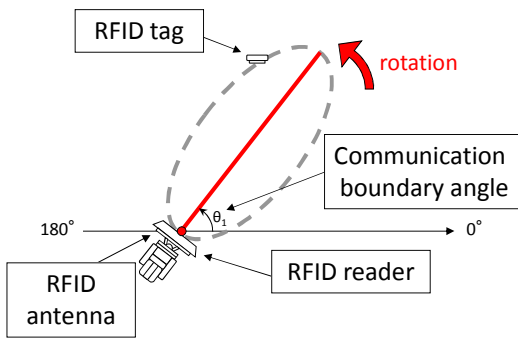 RFID tag
rotation
Communication
boundary angle
θ1
180°
0°
RFID
antenna
RFID reader